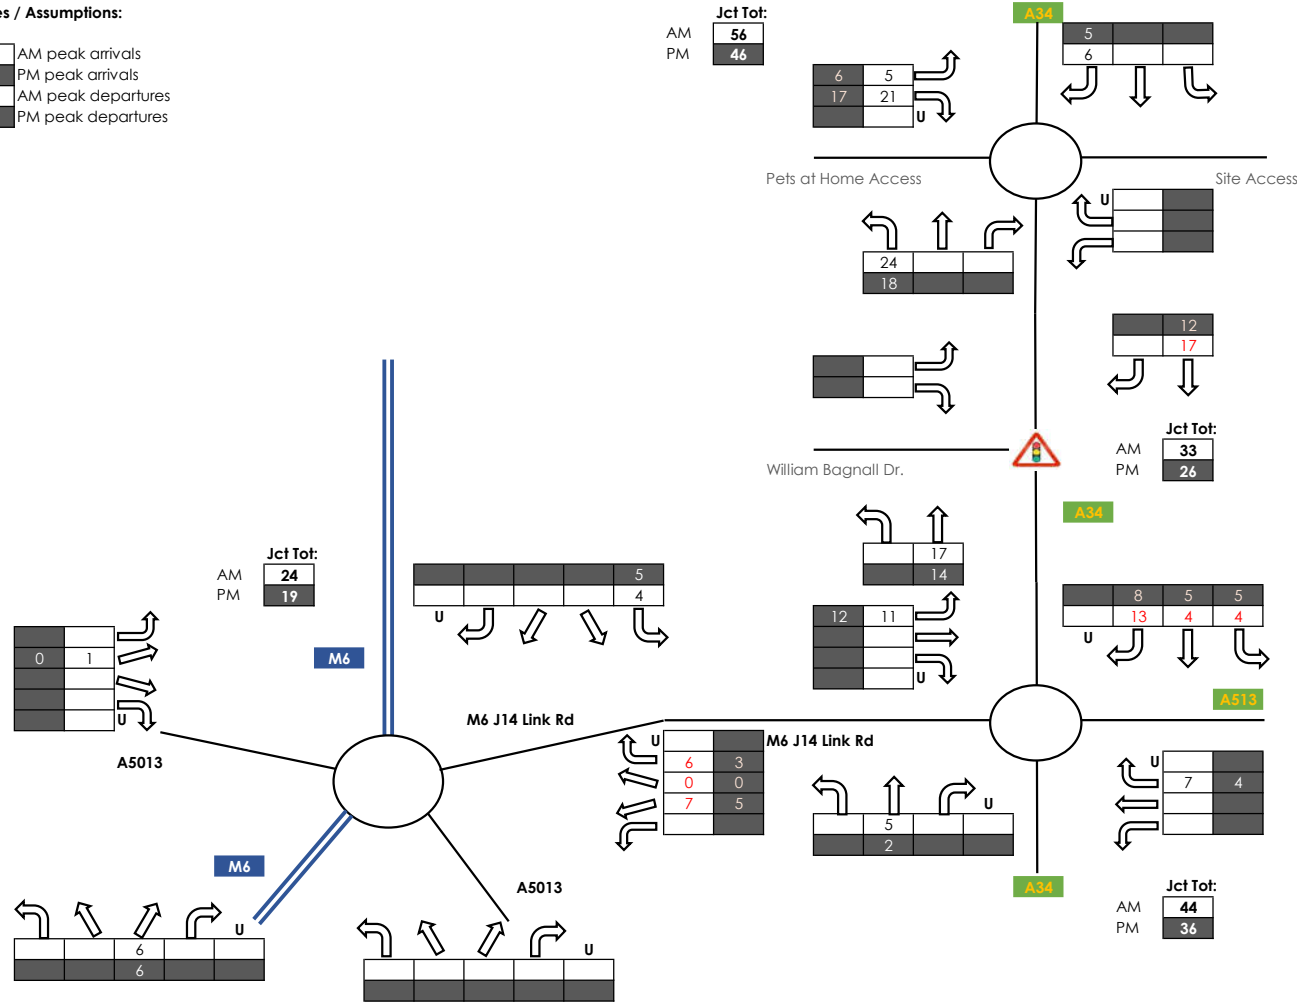 es / Assumptions:
AM peak arrivals
PM peak arrivals
AM peak departures
PM peak departures
Jct Tot:
AM 56
PM 46
A34
5
6
6 5
17 21
U
Pets at Home Access
Site Access
U
24
18
12
17
Jct Tot:
AM 33
PM 26
William Bagnall Dr.
A34
17
14
Jct Tot:
AM 24
PM 19
5
4
U
12 11
U
8 5 5
13 4 4
U
0 1
U
M6
A513
M6 J14 Link Rd
A5013
U
M6 J14 Link Rd
6 3
0 0
7 5
U
7 4
U
5
2
M6
A5013
A34
Jct Tot:
AM 44
PM 36
U
6
6
U